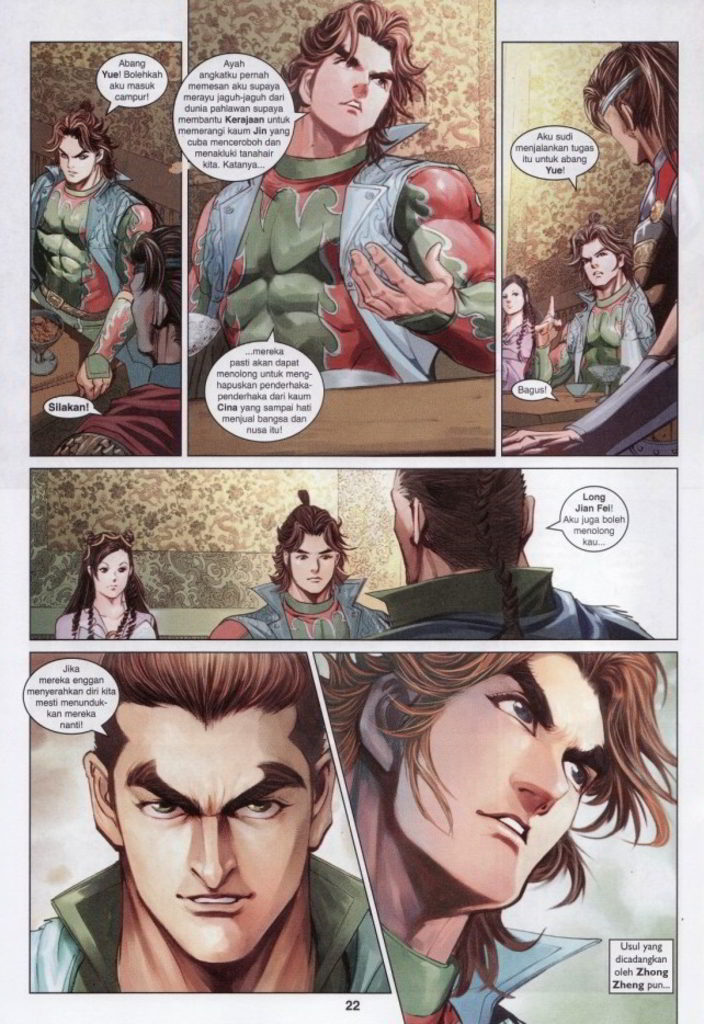 Abang
Yue! Bolehkah
aku masuk
campur!
Silakan!
Ayah
angkatku pernah
memesan aku supaya
merayu jaguh-jaguh dari
dunia pahlawan supaya
membantu Kerajaan untuk
memerangi kaum Jin yang
cuba menceroboh dan
menakluki tanahair
kita. Katanya...
...mereka
pasti akan dapat
menolong untuk meng-
hapuskan penderhaka-
penderhaka dari kaum
Cina yang sampai hati
menjual bangsa dan
nusa itu!
Aku sudi
menjalankan tugas
itu untuk abang
Yue!
Bagus!
Long
Jian Fei!
Aku juga boleh
menolong
kau...
Jika
mereka enggan
menyerahkan diri kita
mesti menunduk-
kan mereka
nanti!
Usul yang
dicadangkan
oleh Zhong
Zheng pun...
22